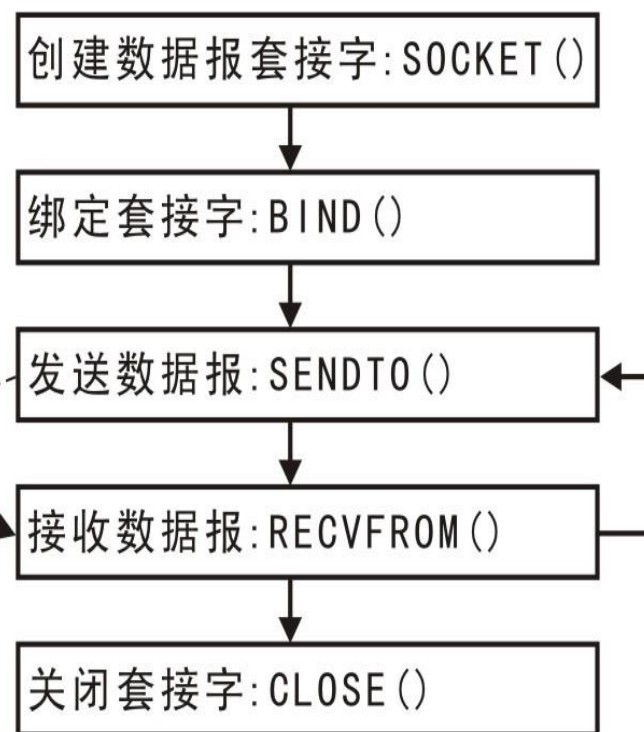 创建数据报套接字:SOCKET()
绑定套接字:BIND()
发送数据报:SENDTO()
接收数据报:RECVFROM()
关闭套接字:CLOSE()